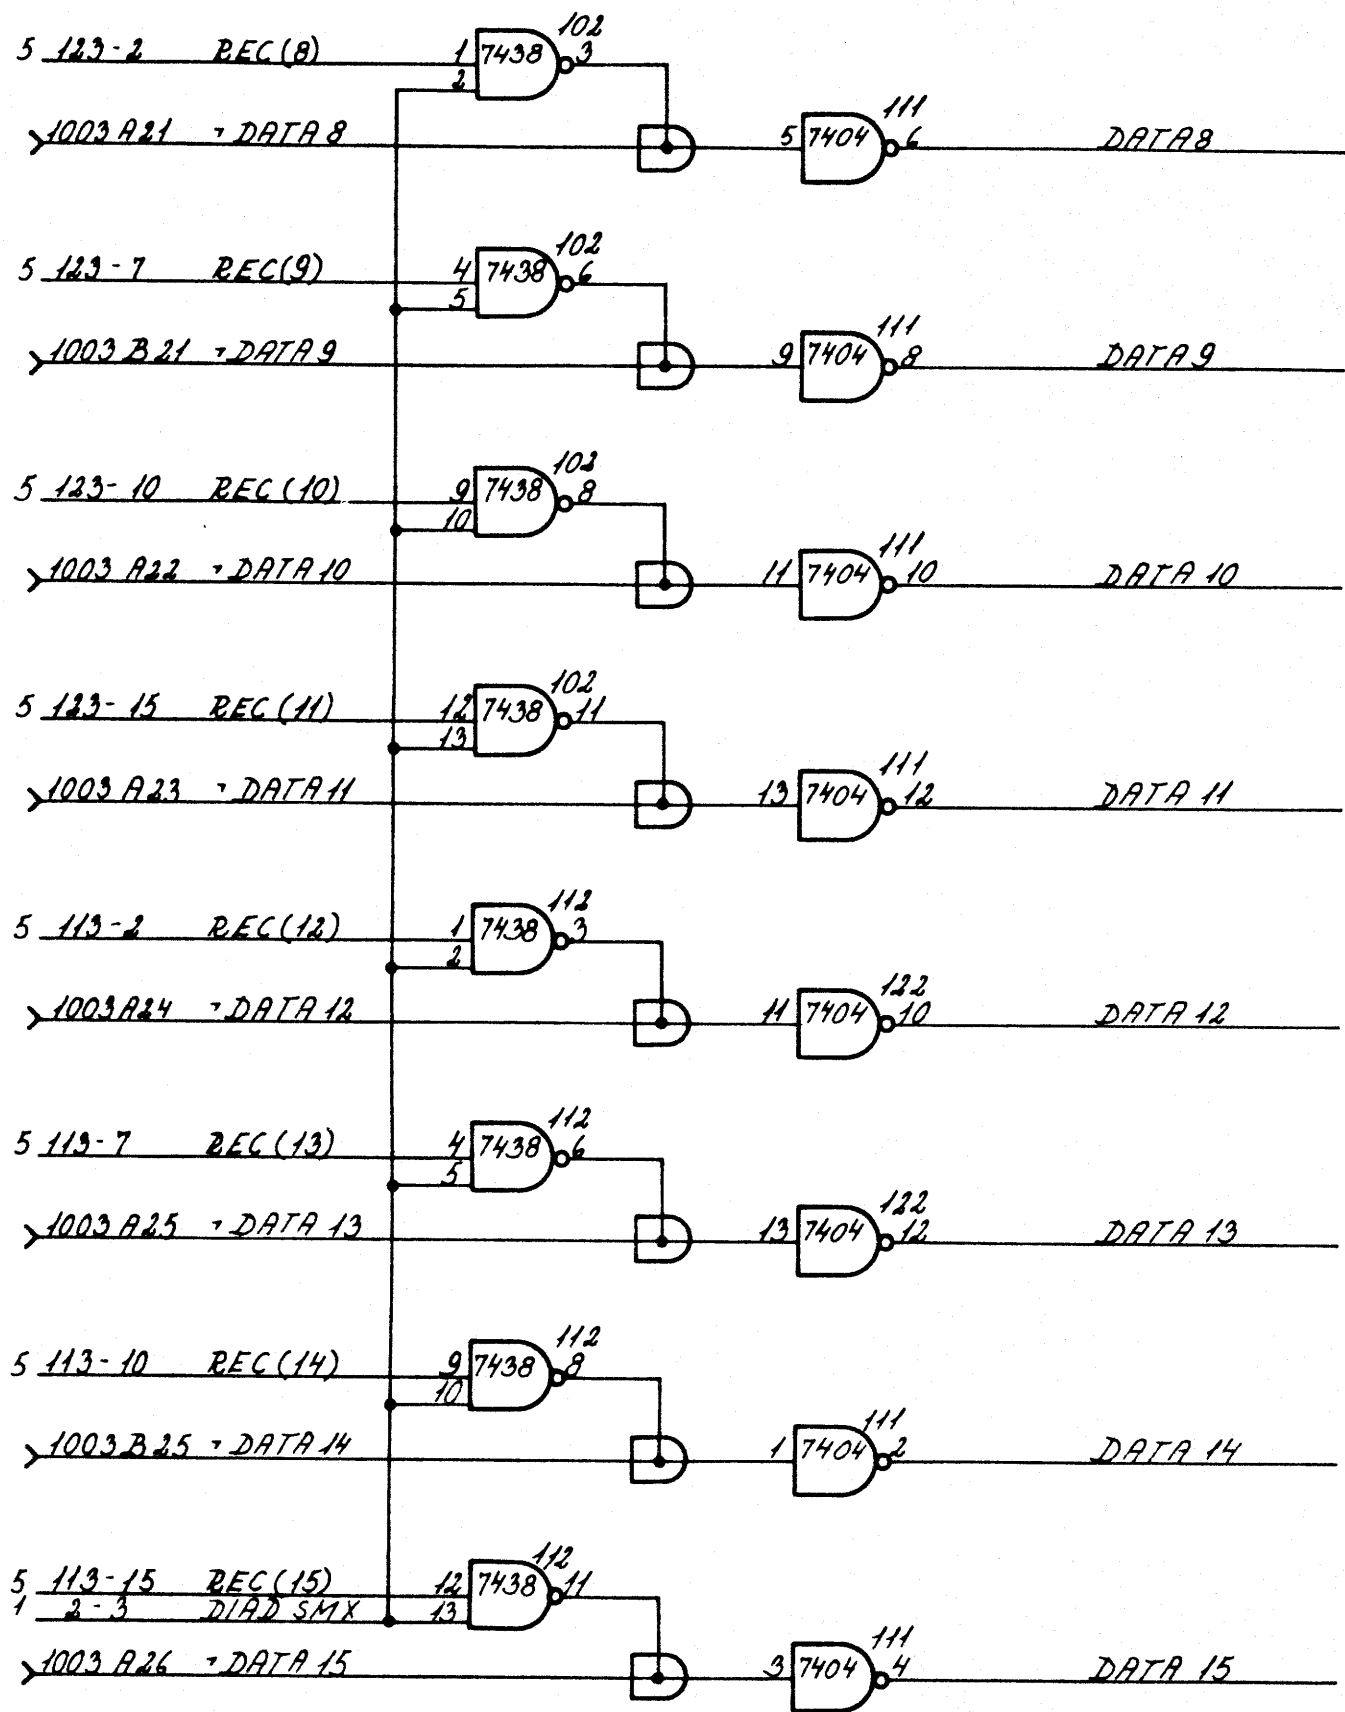 102
5 123-2 REC(8) 1 7438 3
2
111
1003 A21 ¬DATA 8 5 7404 6 DATA 8
102
5 123-7 REC(9) 4 7438 6
5
111
1003 B21 ¬DATA 9 9 7404 8 DATA 9
102
5 123-10 REC(10) 9 7438 8
10
111
1003 A22 ¬DATA 10 11 7404 10 DATA 10
102
5 123-15 REC(11) 12 7438 11
13
111
1003 A23 ¬DATA 11 13 7404 12 DATA 11
112
5 113-2 REC(12) 1 7438 3
2
122
1003 A24 ¬DATA 12 11 7404 10 DATA 12
112
5 113-7 REC(13) 4 7438 6
5
122
1003 A25 ¬DATA 13 13 7404 12 DATA 13
112
5 113-10 REC(14) 9 7438 8
10
111
1003 B25 ¬DATA 14 1 7404 2 DATA 14
112
5 113-15 REC(15) 12 7438 11
1 2-3 DIAD SMX 13
111
1003 A26 ¬DATA 15 3 7404 4 DATA 15